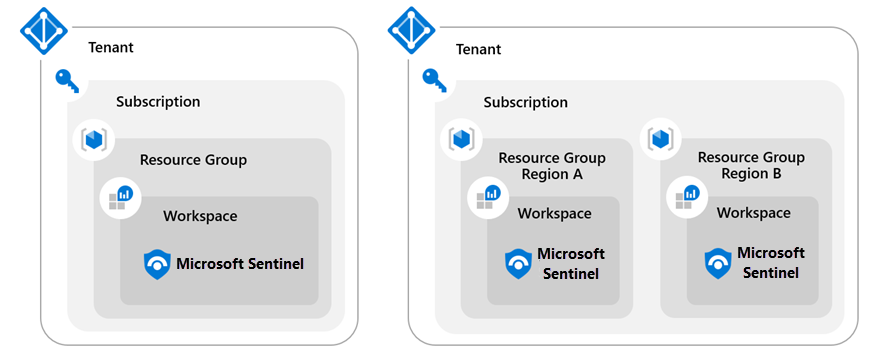 Tenant
Subscription
Resource Group
Workspace
Microsoft Sentinel
Tenant
Subscription
Resource Group
Region A
Workspace
Microsoft
Sentinel
Resource Group
Region B
Workspace
Microsoft
Sentinel